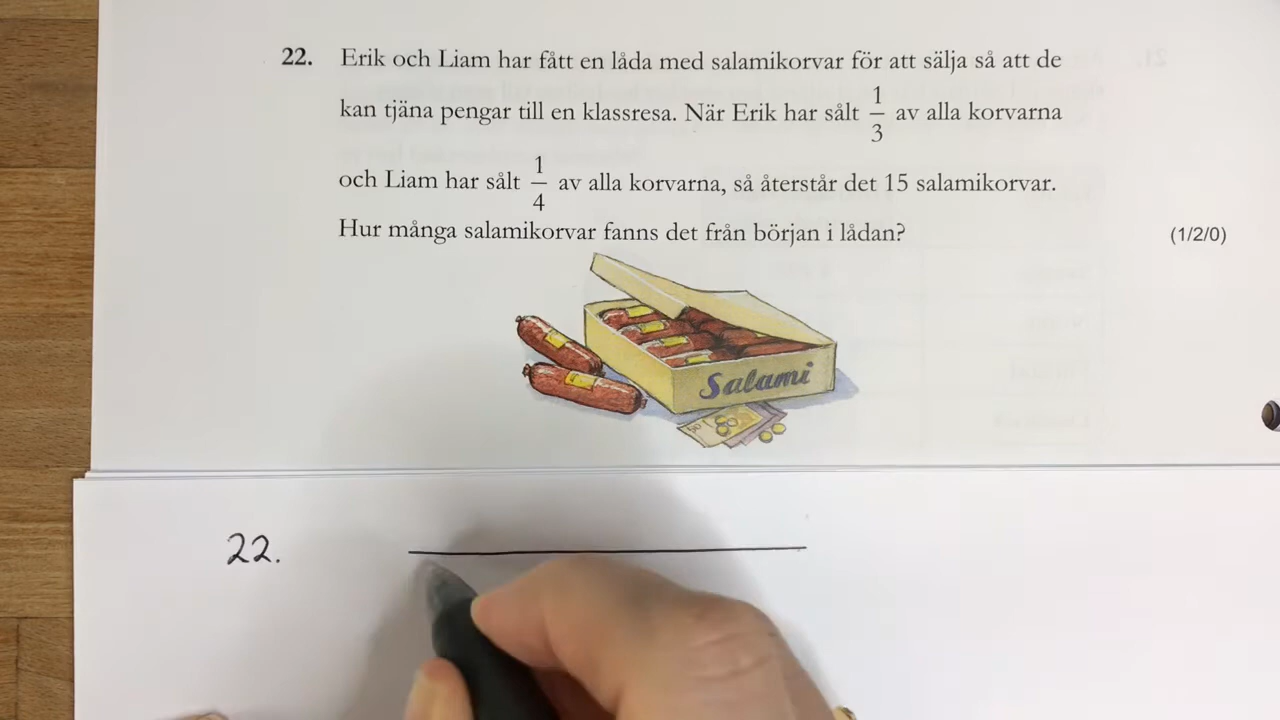 22. Erik och Liam har fått en låda med salamikorvar för att sälja så att de
kan tjäna pengar till en klassresa. När Erik har sålt 1/3 av alla korvarna
och Liam har sålt 1/4 av alla korvarna, så återstår det 15 salamikorvar.
Hur många salamikorvar fanns det från början i lådan? (1/2/0)
Salami
22.